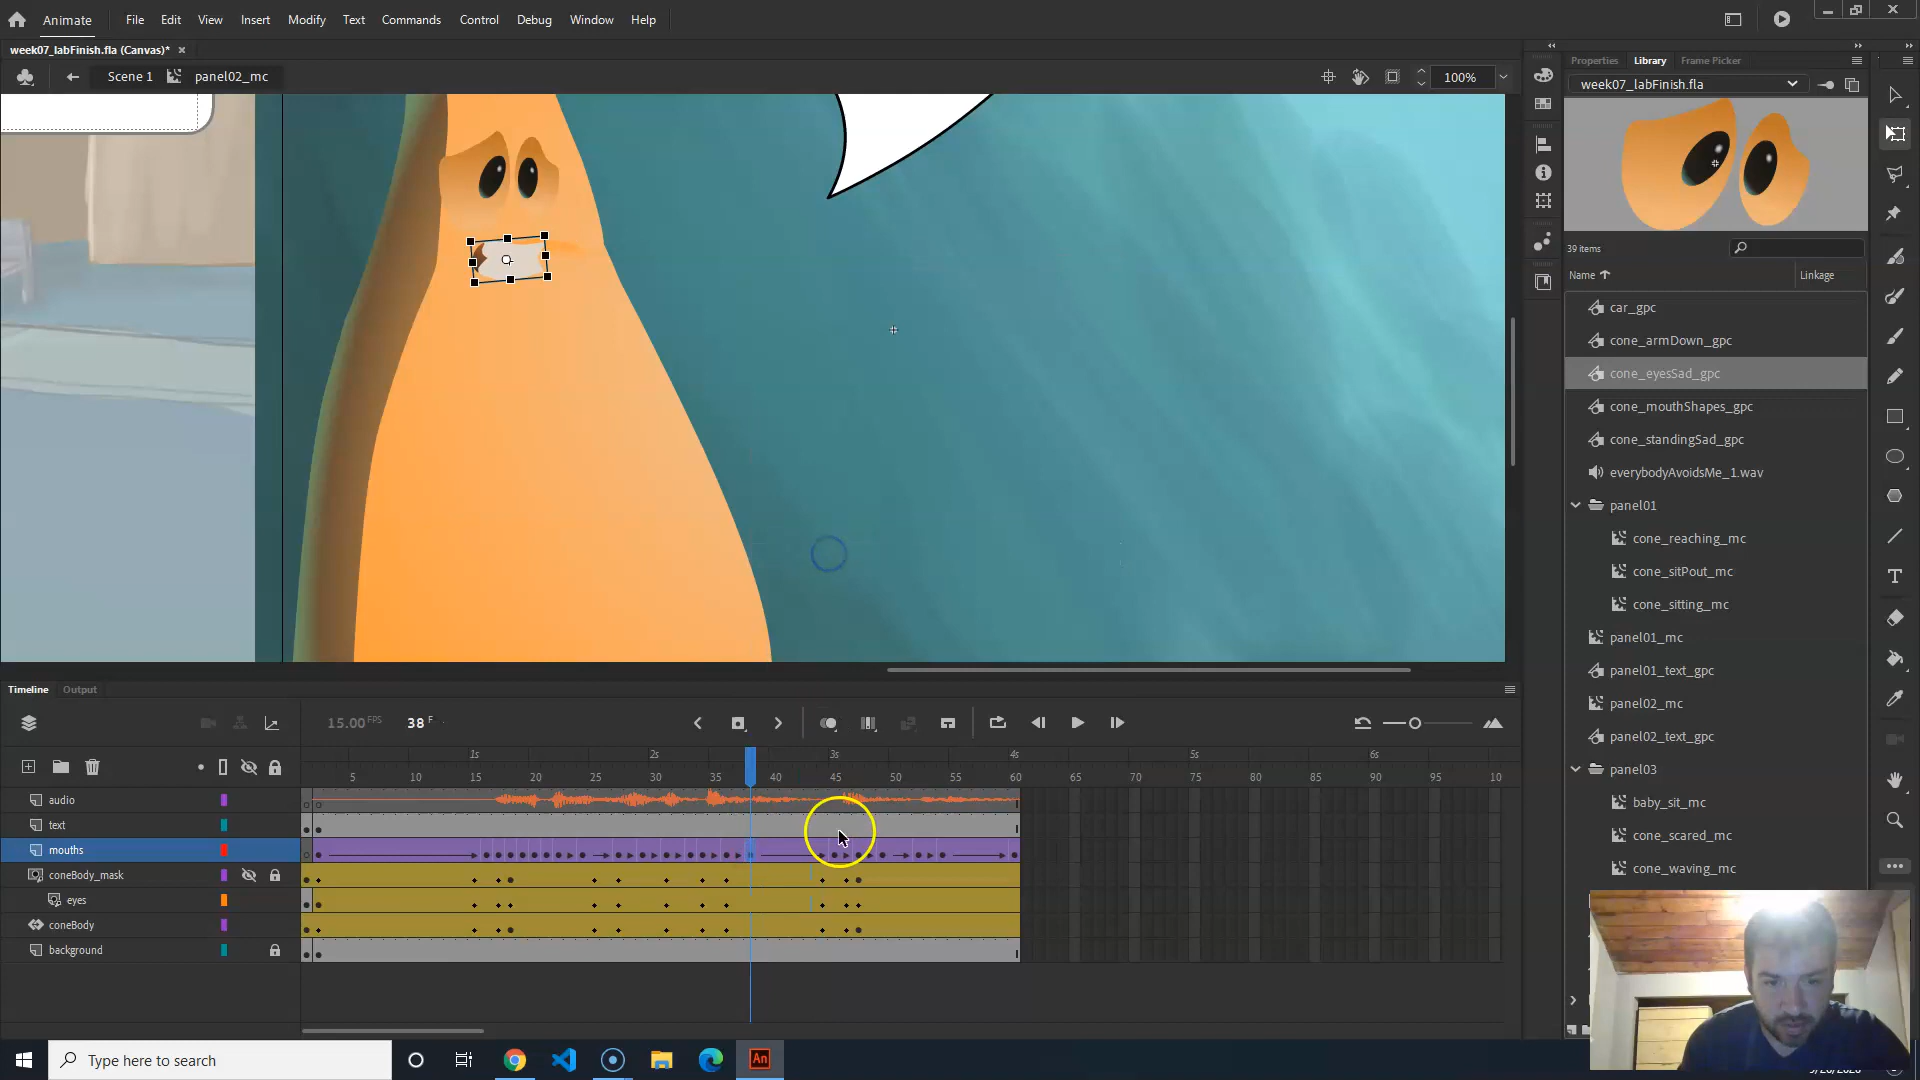 Animate File Edit View Insert Modify Text Commands Control Debug Window Help
week07_labFinish.fla (Canvas)* ×
Scene 1 panel02_mc 100%
Properties Library Frame Picker
week07_labFinish.fla
39 items
Name Linkage
car_gpc
cone_armDown_gpc
cone_eyesSad_gpc
cone_mouthShapes_gpc
cone_standingSad_gpc
everybodyAvoidsMe_1.wav
panel01
cone_reaching_mc
cone_sitPout_mc
cone_sitting_mc
panel01_mc
panel01_text_gpc
panel02_mc
panel02_text_gpc
panel03
baby_sit_mc
cone_scared_mc
cone_waving_mc
Timeline Output
15.00 FPS 38 F
1s 2s 3s 4s 5s 6s
5 10 15 20 25 30 35 40 45 50 55 60 65 70 75 80 85 90 95 10
audio
text
mouths
coneBody_mask
eyes
coneBody
background
Type here to search
An